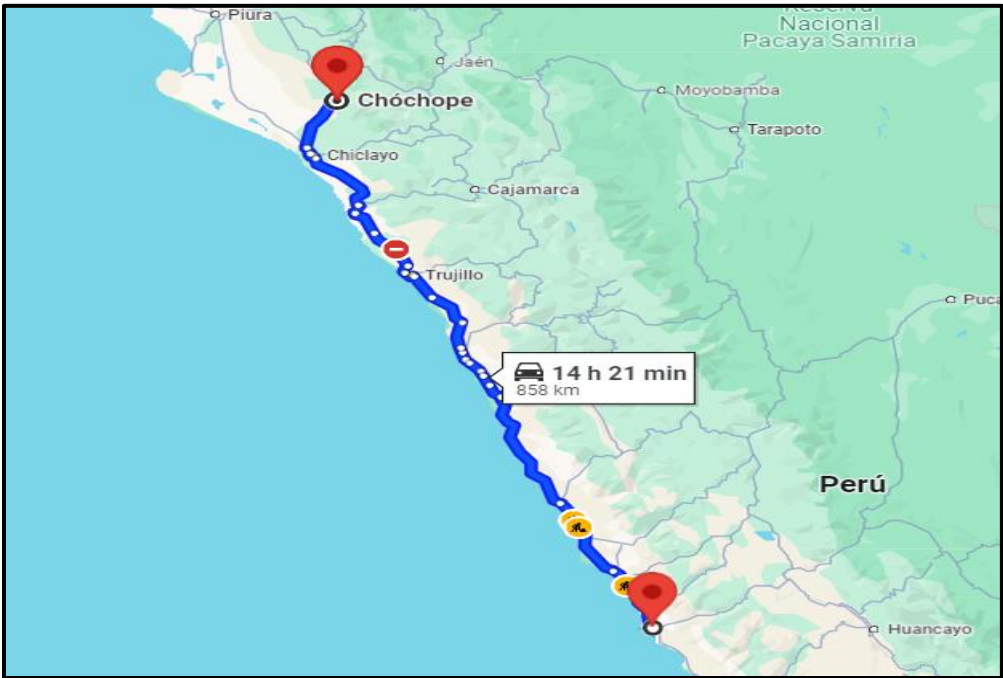 Piura
Reserva
Nacional
Pacaya Samiria
Jaén
Chóchope
Moyobamba
Tarapoto
Chiclayo
Cajamarca
Trujillo
14 h 21 min
858 km
Perú
Huancayo